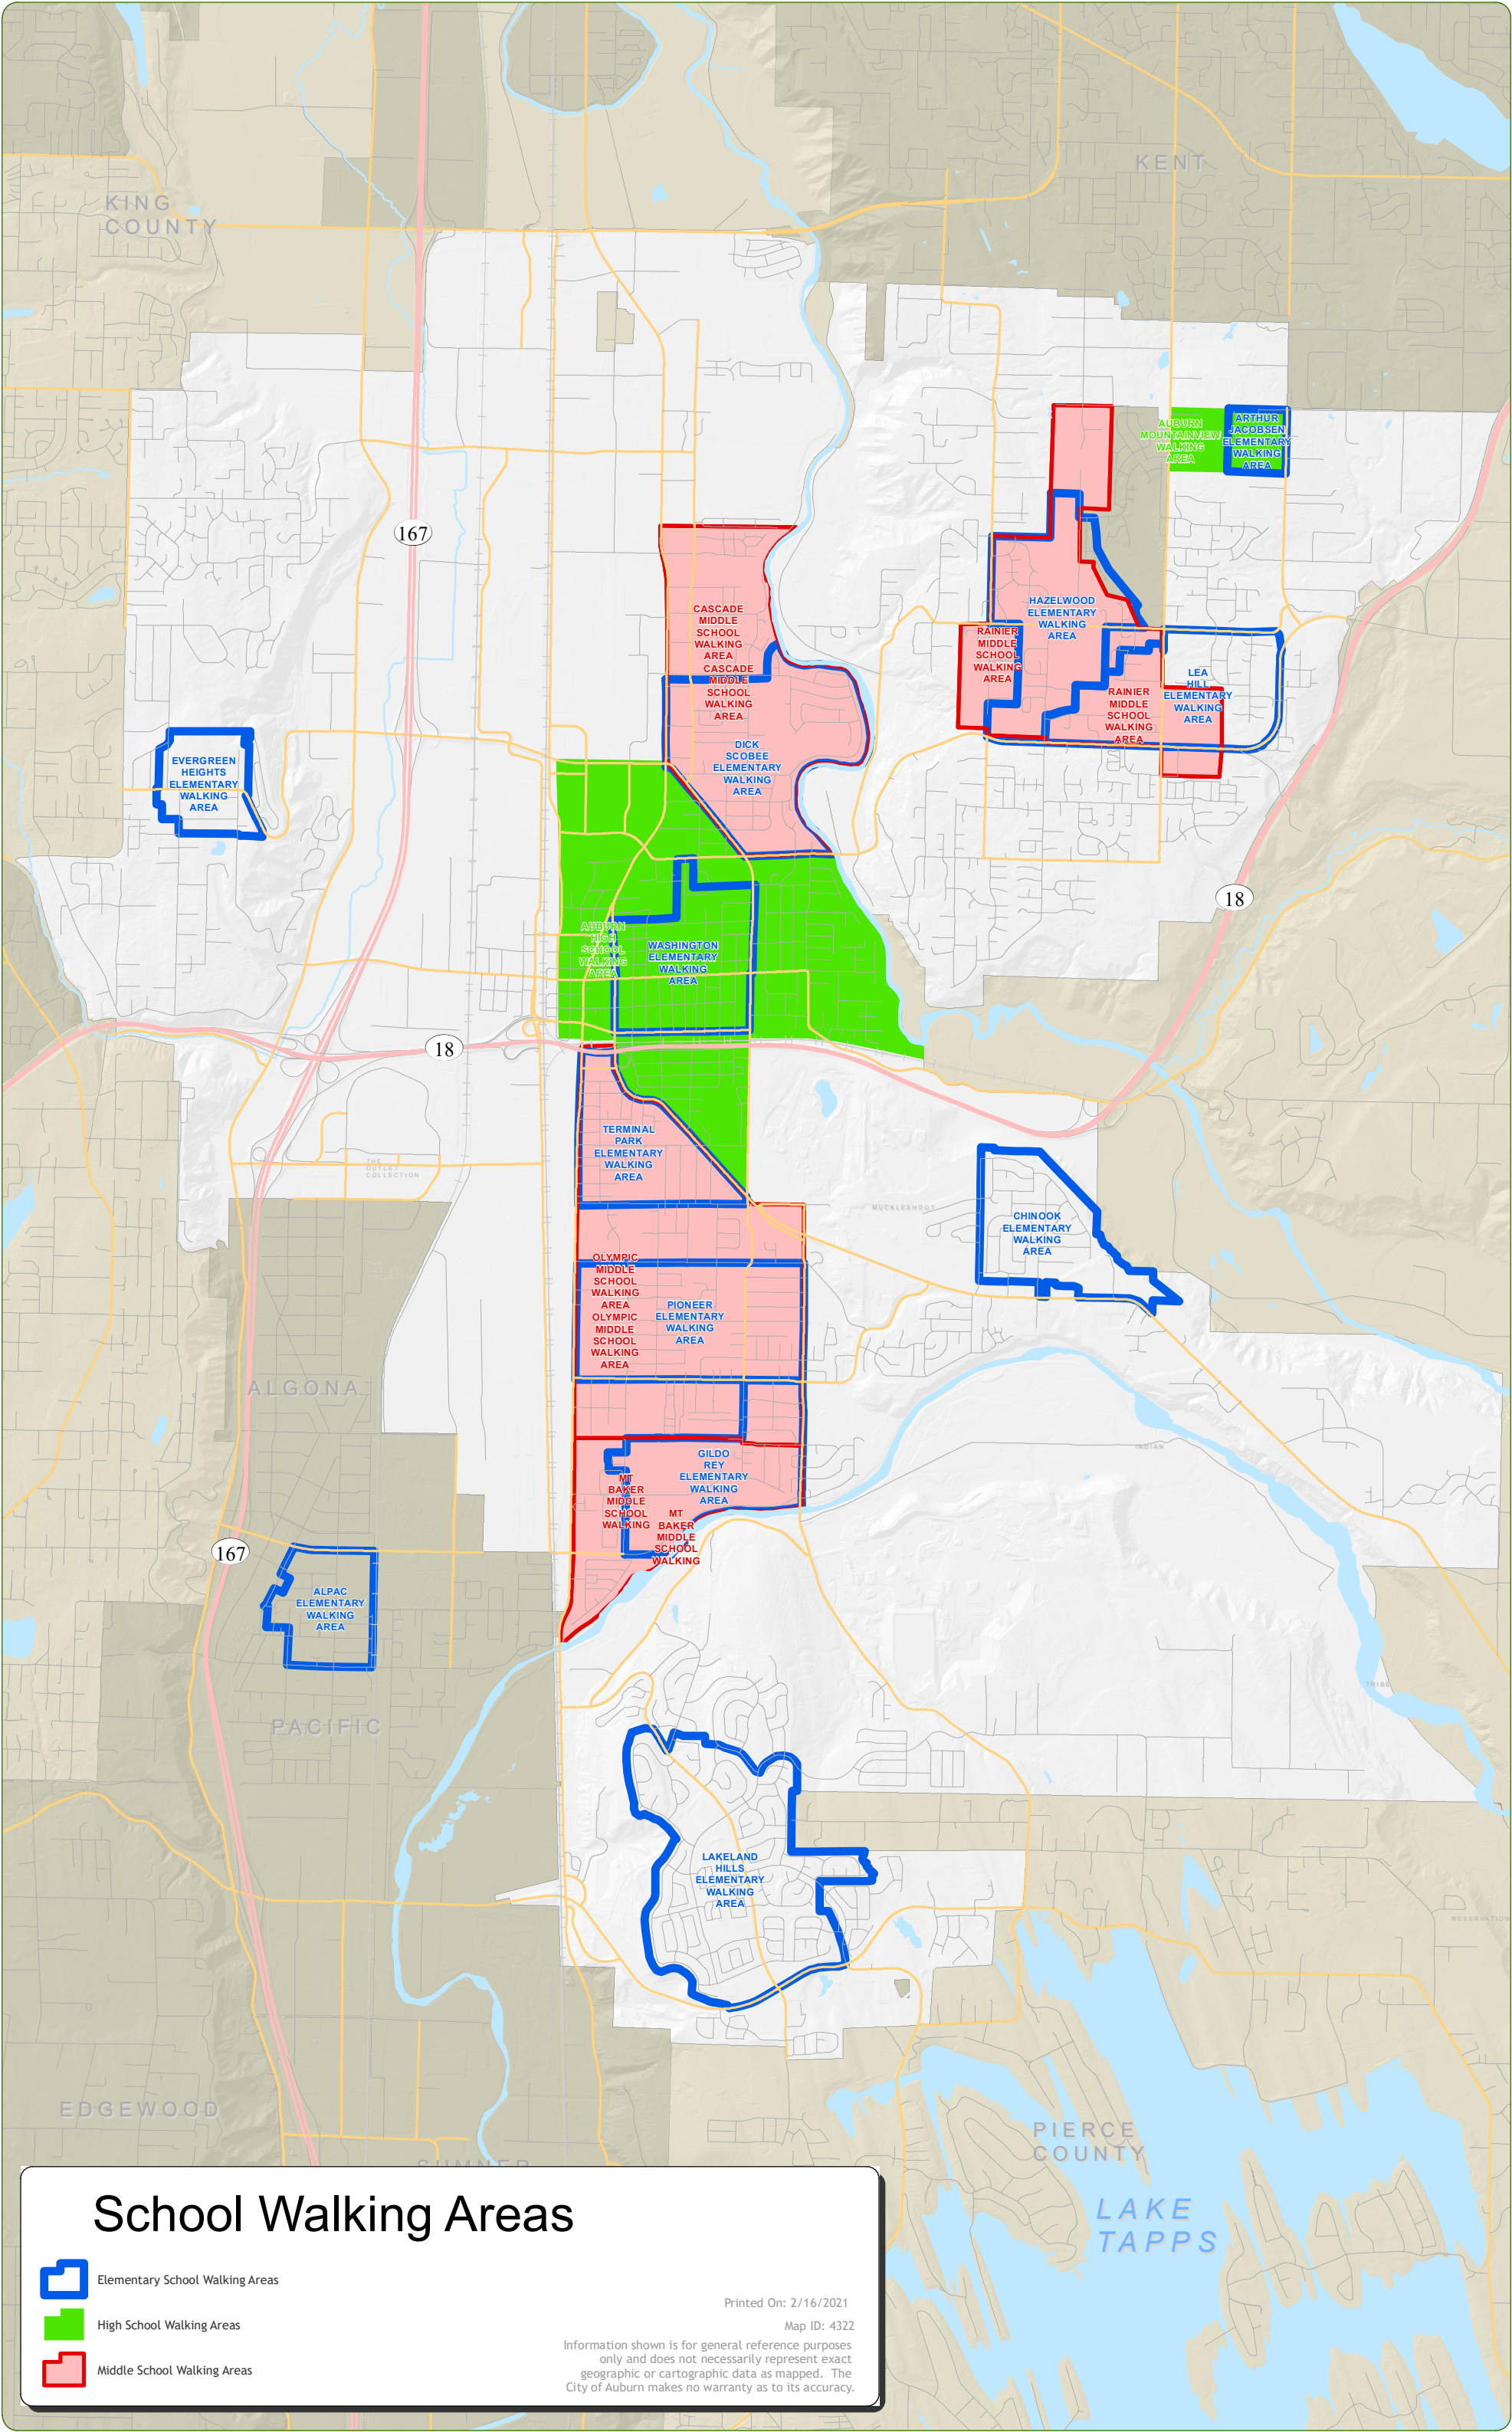 KENT
KING
COUNTY
AUBURN
MOUNTAINVIEW
WALKING
AREA
ARTHUR
JACOBSEN
ELEMENTARY
WALKING
AREA
167
CASCADE
MIDDLE
SCHOOL
WALKING
AREA
CASCADE
MIDDLE
SCHOOL
WALKING
AREA
HAZELWOOD
ELEMENTARY
WALKING
AREA
RAINIER
MIDDLE
SCHOOL
WALKING
AREA
LEA
HILL
ELEMENTARY
WALKING
AREA
RAINIER
MIDDLE
SCHOOL
WALKING
AREA
DICK
SCOBEE
ELEMENTARY
WALKING
AREA
EVERGREEN
HEIGHTS
ELEMENTARY
WALKING
AREA
18
AUBURN
HIGH
SCHOOL
WALKING
AREA
WASHINGTON
ELEMENTARY
WALKING
AREA
18
TERMINAL
PARK
ELEMENTARY
WALKING
AREA
THE
OUTLET
COLLECTION
MUCKLESHOOT
CHINOOK
ELEMENTARY
WALKING
AREA
OLYMPIC
MIDDLE
SCHOOL
WALKING
AREA
OLYMPIC
MIDDLE
SCHOOL
WALKING
AREA
PIONEER
ELEMENTARY
WALKING
AREA
ALGONA
INDIAN
GILDO
REY
ELEMENTARY
WALKING
AREA
MT
BAKER
MIDDLE
SCHOOL
WALKING
MT
BAKER
MIDDLE
SCHOOL
WALKING
167
ALPAC
ELEMENTARY
WALKING
AREA
TRIBE
PACIFIC
LAKELAND
HILLS
ELEMENTARY
WALKING
AREA
RESERVATION
EDGEWOOD
PIERCE
COUNTY
SUMNER
LAKE
TAPPS
School Walking Areas
Elementary School Walking Areas
High School Walking Areas
Middle School Walking Areas
Printed On: 2/16/2021
Map ID: 4322
Information shown is for general reference purposes
only and does not necessarily represent exact
geographic or cartographic data as mapped. The
City of Auburn makes no warranty as to its accuracy.